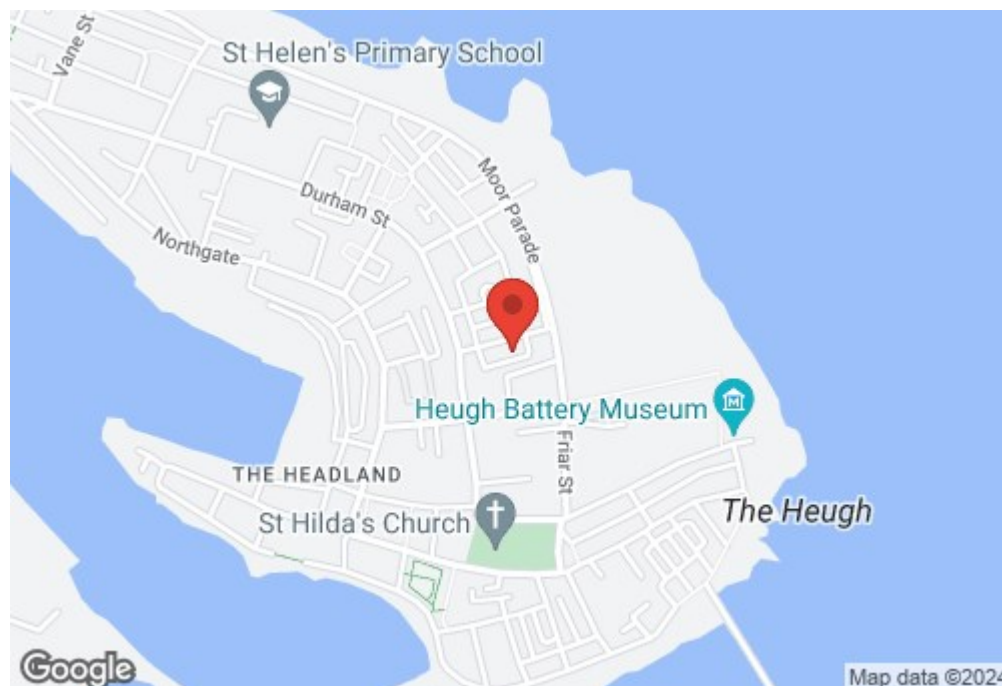 Vane St
St Helen's Primary School
Moor Parade
Durham St
Northgate
Heugh Battery Museum
Friar St
THE HEADLAND
St Hilda's Church
The Heugh
Google
Map data ©2024